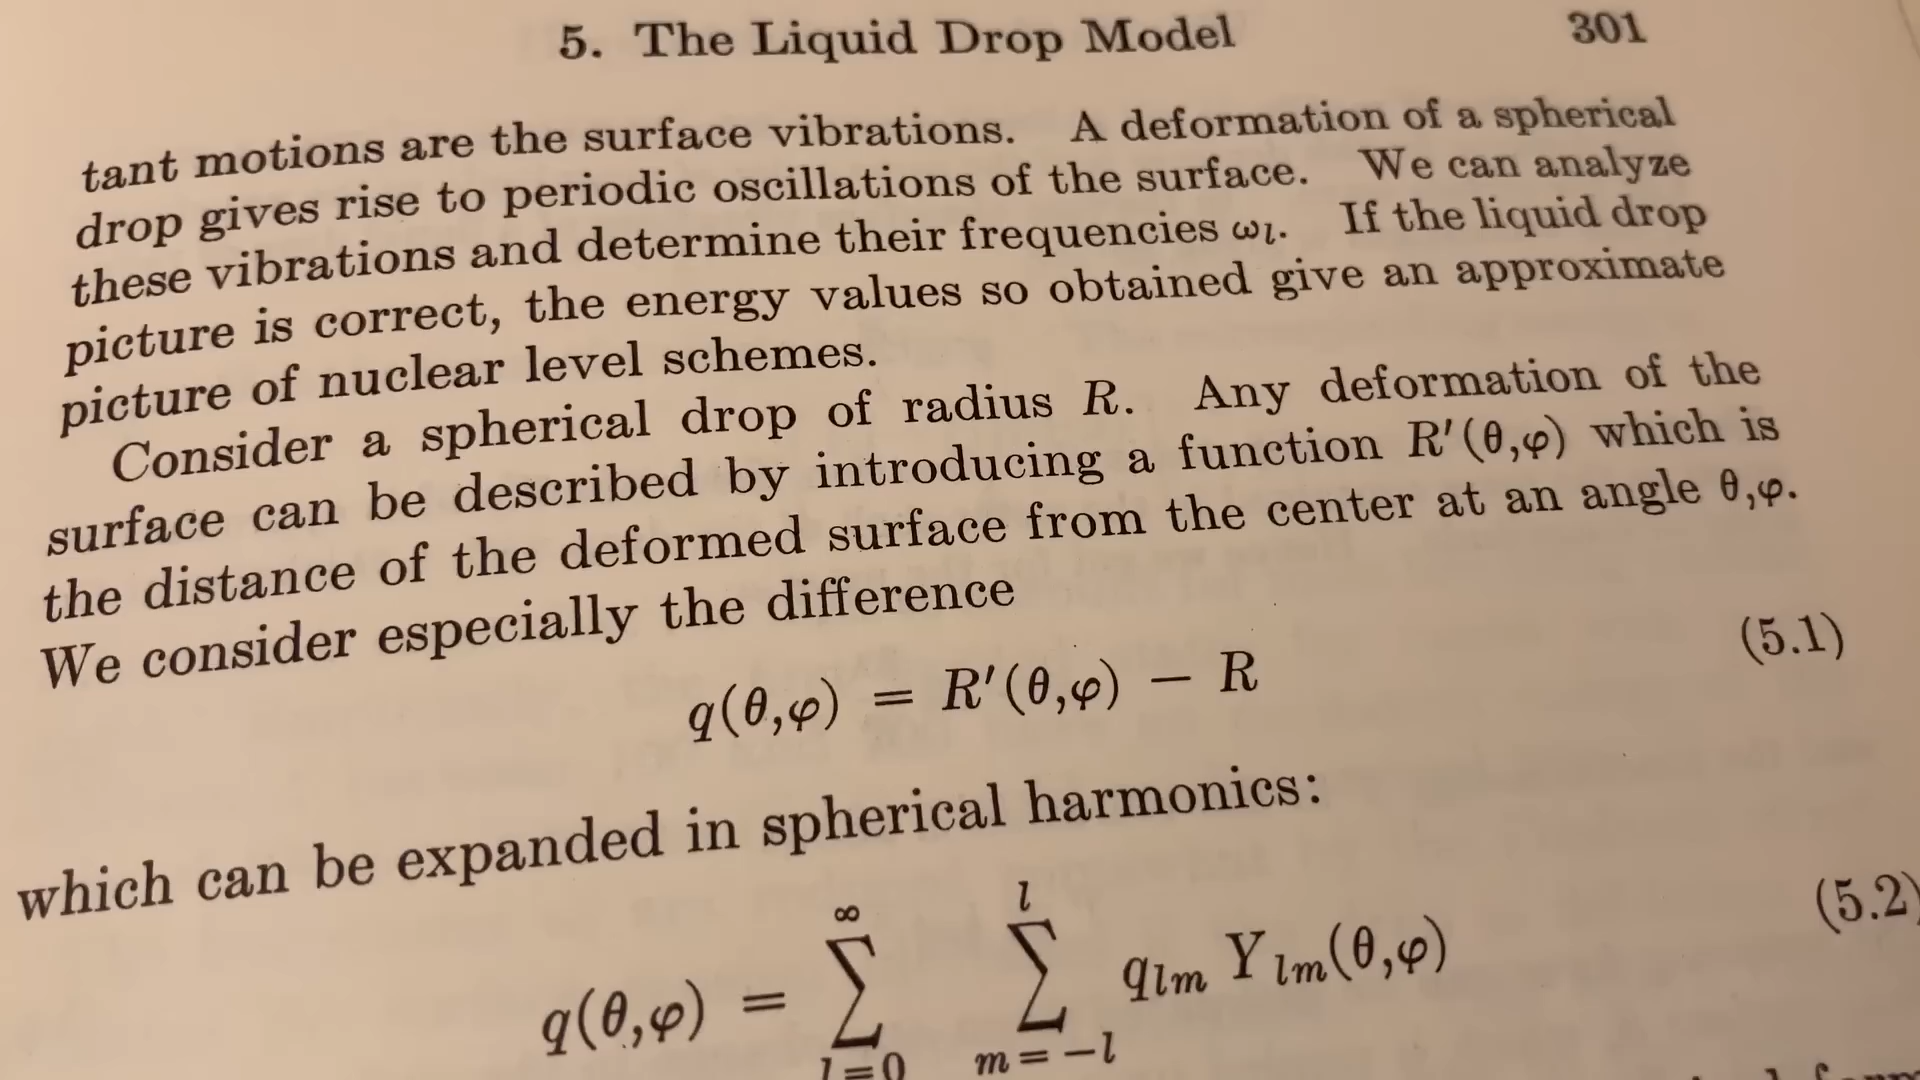 5. The Liquid Drop Model 301
tant motions are the surface vibrations. A deformation of a spherical
drop gives rise to periodic oscillations of the surface. We can analyze
these vibrations and determine their frequencies ωl. If the liquid drop
picture is correct, the energy values so obtained give an approximate
picture of nuclear level schemes.
Consider a spherical drop of radius R. Any deformation of the
surface can be described by introducing a function R′(θ,φ) which is
the distance of the deformed surface from the center at an angle θ,φ.
We consider especially the difference
q(θ,φ) = R′(θ,φ) − R (5.1)
which can be expanded in spherical harmonics:
∞ l
q(θ,φ) = Σ Σ qlm Ylm(θ,φ) (5.2)
l=0 m=−l